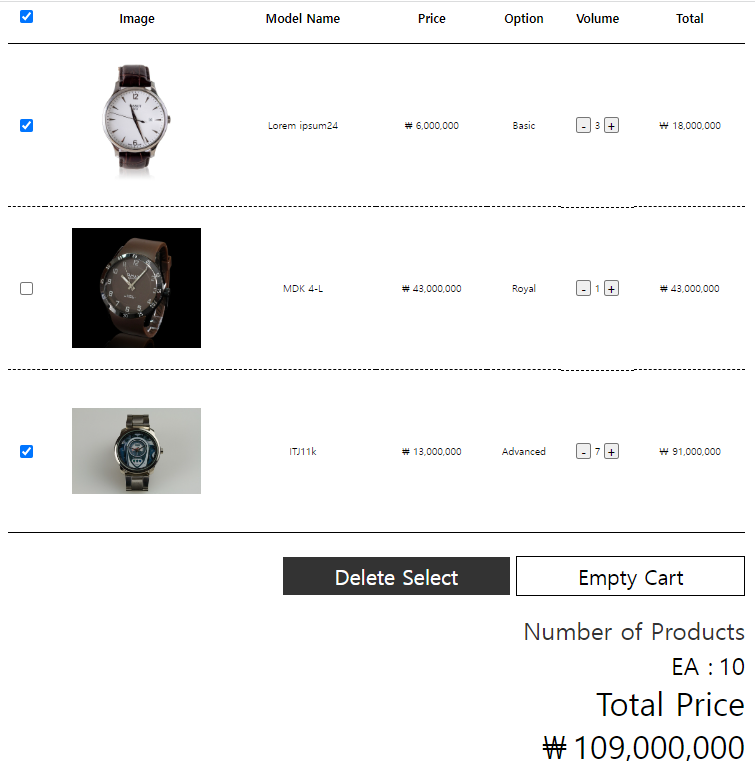 Image Model Name Price Option Volume Total
Lorem ipsum24 ₩ 6,000,000 Basic - 3 + ₩ 18,000,000
MDK 4-L ₩ 43,000,000 Royal - 1 + ₩ 43,000,000
ITJ11k ₩ 13,000,000 Advanced - 7 + ₩ 91,000,000
Delete Select Empty Cart
Number of Products
EA : 10
Total Price
₩ 109,000,000